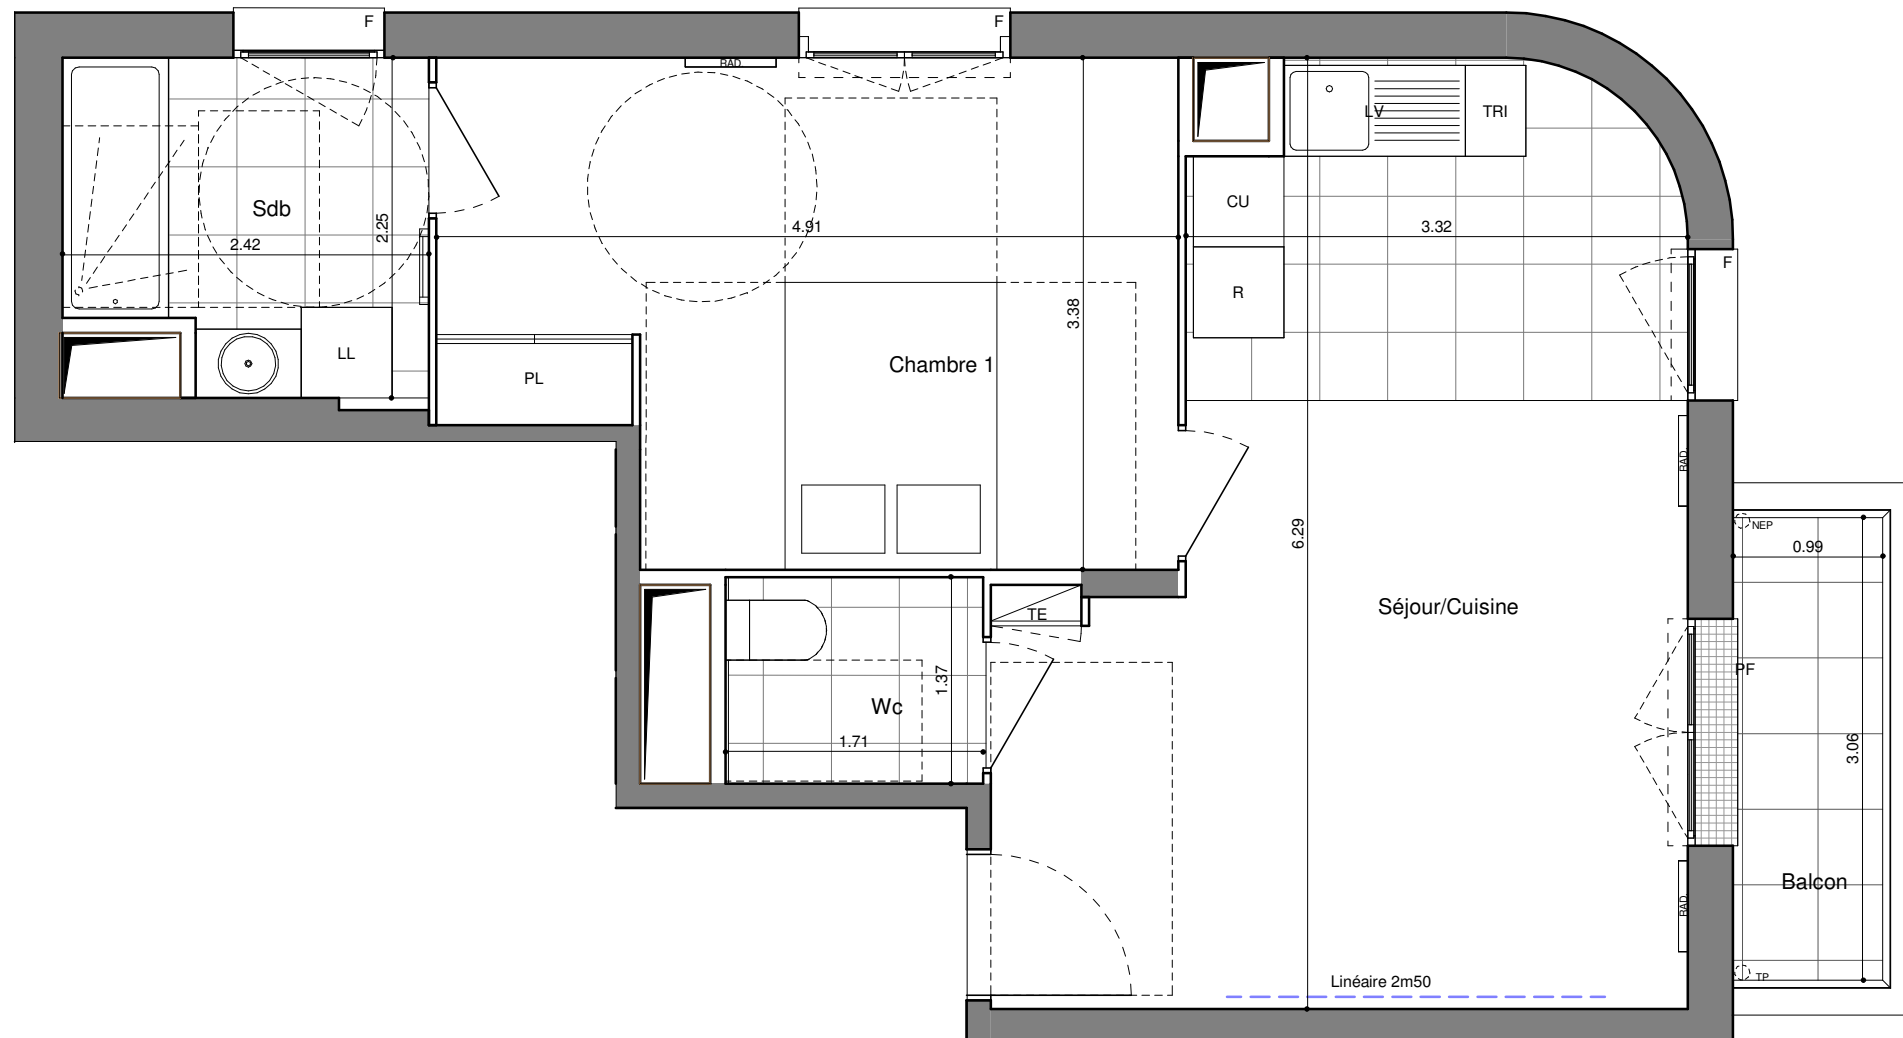 F
F
RAD.
LV
TRI
Sdb
2.42
2.25
4.91
CU
3.32
F
R
3.38
LL
PL
Chambre 1
RAD.
6.29
NEP
0.99
Séjour/Cuisine
TE
PF
1.37
Wc
1.71
3.06
Balcon
RAD.
TP
Linéaire 2m50